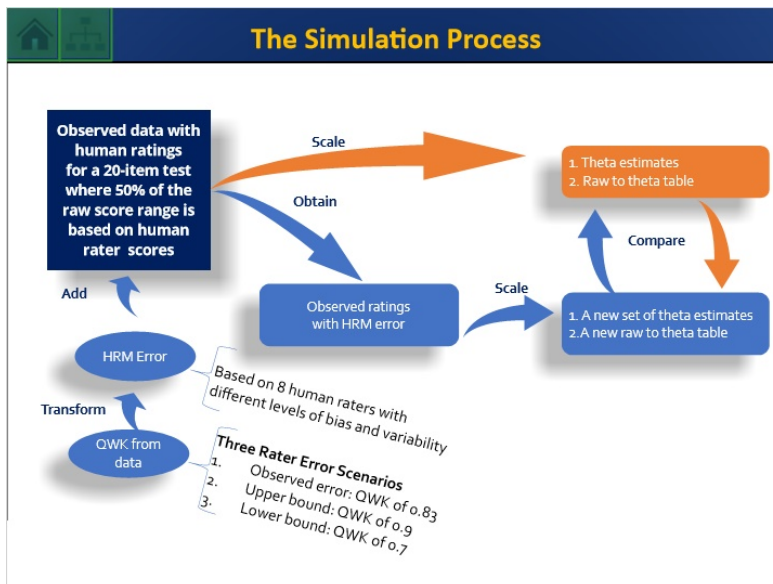 The Simulation Process
Observed data with
human ratings
for a 20-item test
where 50% of the
raw score range is
based on human
rater scores
Scale
1. Theta estimates
2. Raw to theta table
Obtain
Compare
Add
Observed ratings
with HRM error
Scale
1. A new set of theta estimates
2. A new raw to theta table
HRM Error
Based on 8 human raters with
different levels of bias and variability
Transform
QWK from
data
Three Rater Error Scenarios
1. Observed error: QWK of 0.83
2. Upper bound: QWK of 0.9
3. Lower bound: QWK of 0.7